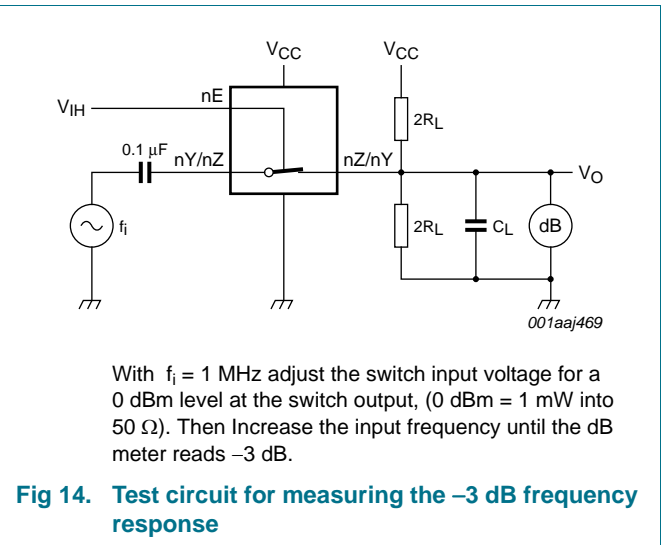 VCC
VCC
nE
VIH
2RL
0.1 μF
nY/nZ
nZ/nY
VO
fi
2RL
CL
dB
001aaj469
With fi = 1 MHz adjust the switch input voltage for a
0 dBm level at the switch output, (0 dBm = 1 mW into
50 Ω). Then Increase the input frequency until the dB
meter reads −3 dB.
Fig 14. Test circuit for measuring the −3 dB frequency
response